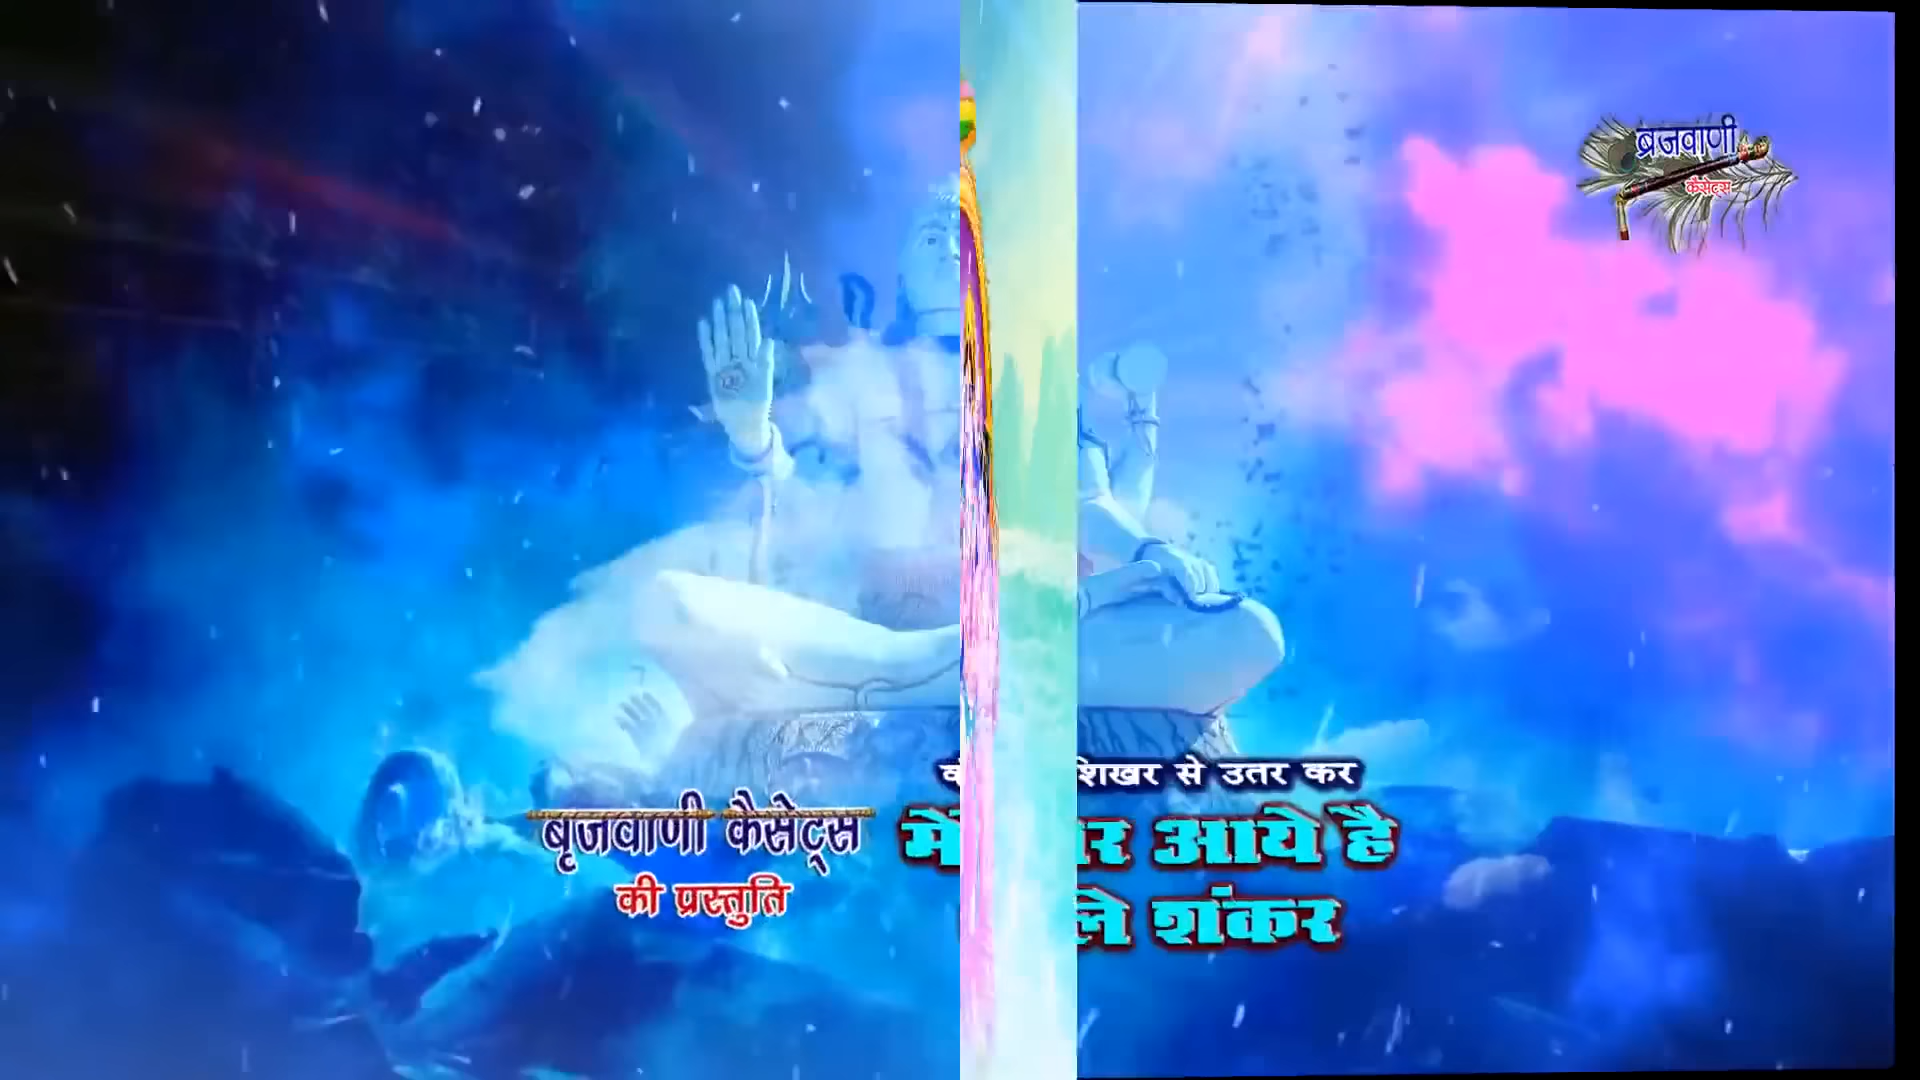 ब्रजवाणी
कैसेट्स
शिखर से उतर कर
आये है
शंकर
बृजवाणी कैसेट्स
की प्रस्तुति